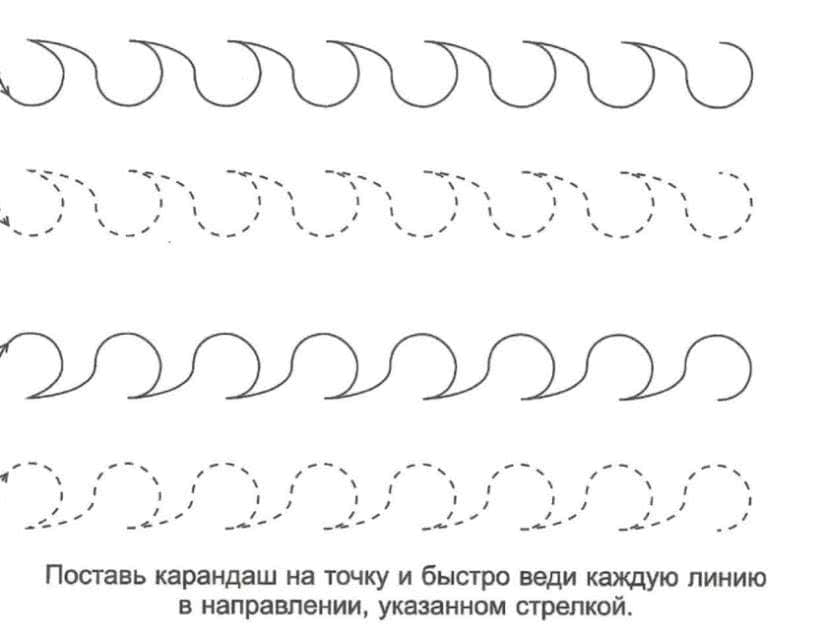 Поставь карандаш на точку и быстро веди каждую линию
в направлении, указанном стрелкой.